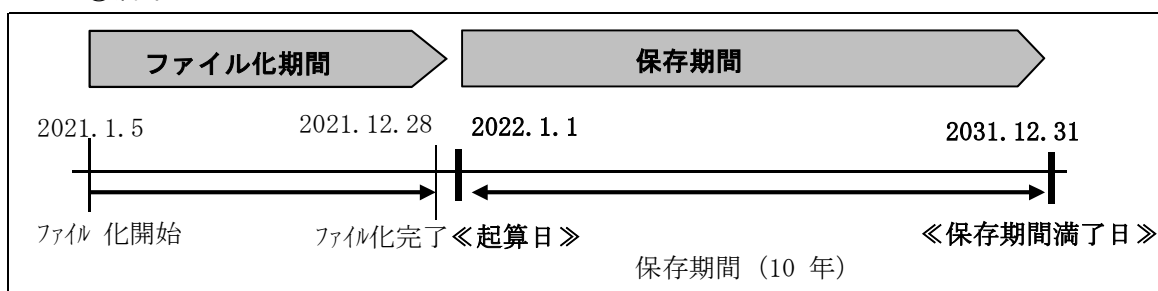 ファイル化期間 保存期間
2021.1.5 2021.12.28 2022.1.1 2031.12.31
ﾌｧｲﾙ 化開始 ﾌｧｲﾙ化完了 ≪起算日≫ ≪保存期間満了日≫
保存期間（10 年）